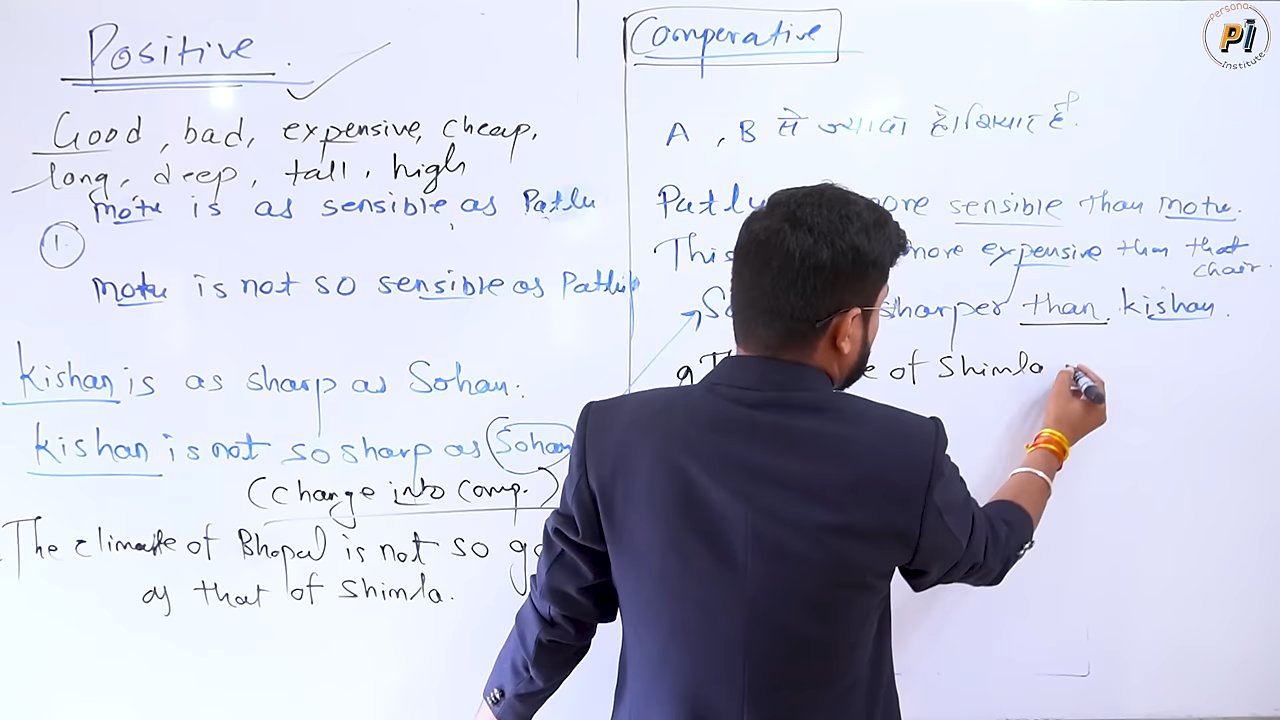 Positive.
Good, bad, expensive, cheap,
long, deep, tall, high
motu is as sensible as Patlu
1.
motu is not so sensible as Patlu
Kishan is as sharp as Sohan.
Kishan is not so sharp as Sohan
(Change into Comp.)
The climate of Bhopal is not so
as that of Shimla.
Comperative
A, B से है।
Patlu more sensible than motu.
This more expensive than that
chair.
sharper than kishan.
of Shimla
Persona
PI
Institute